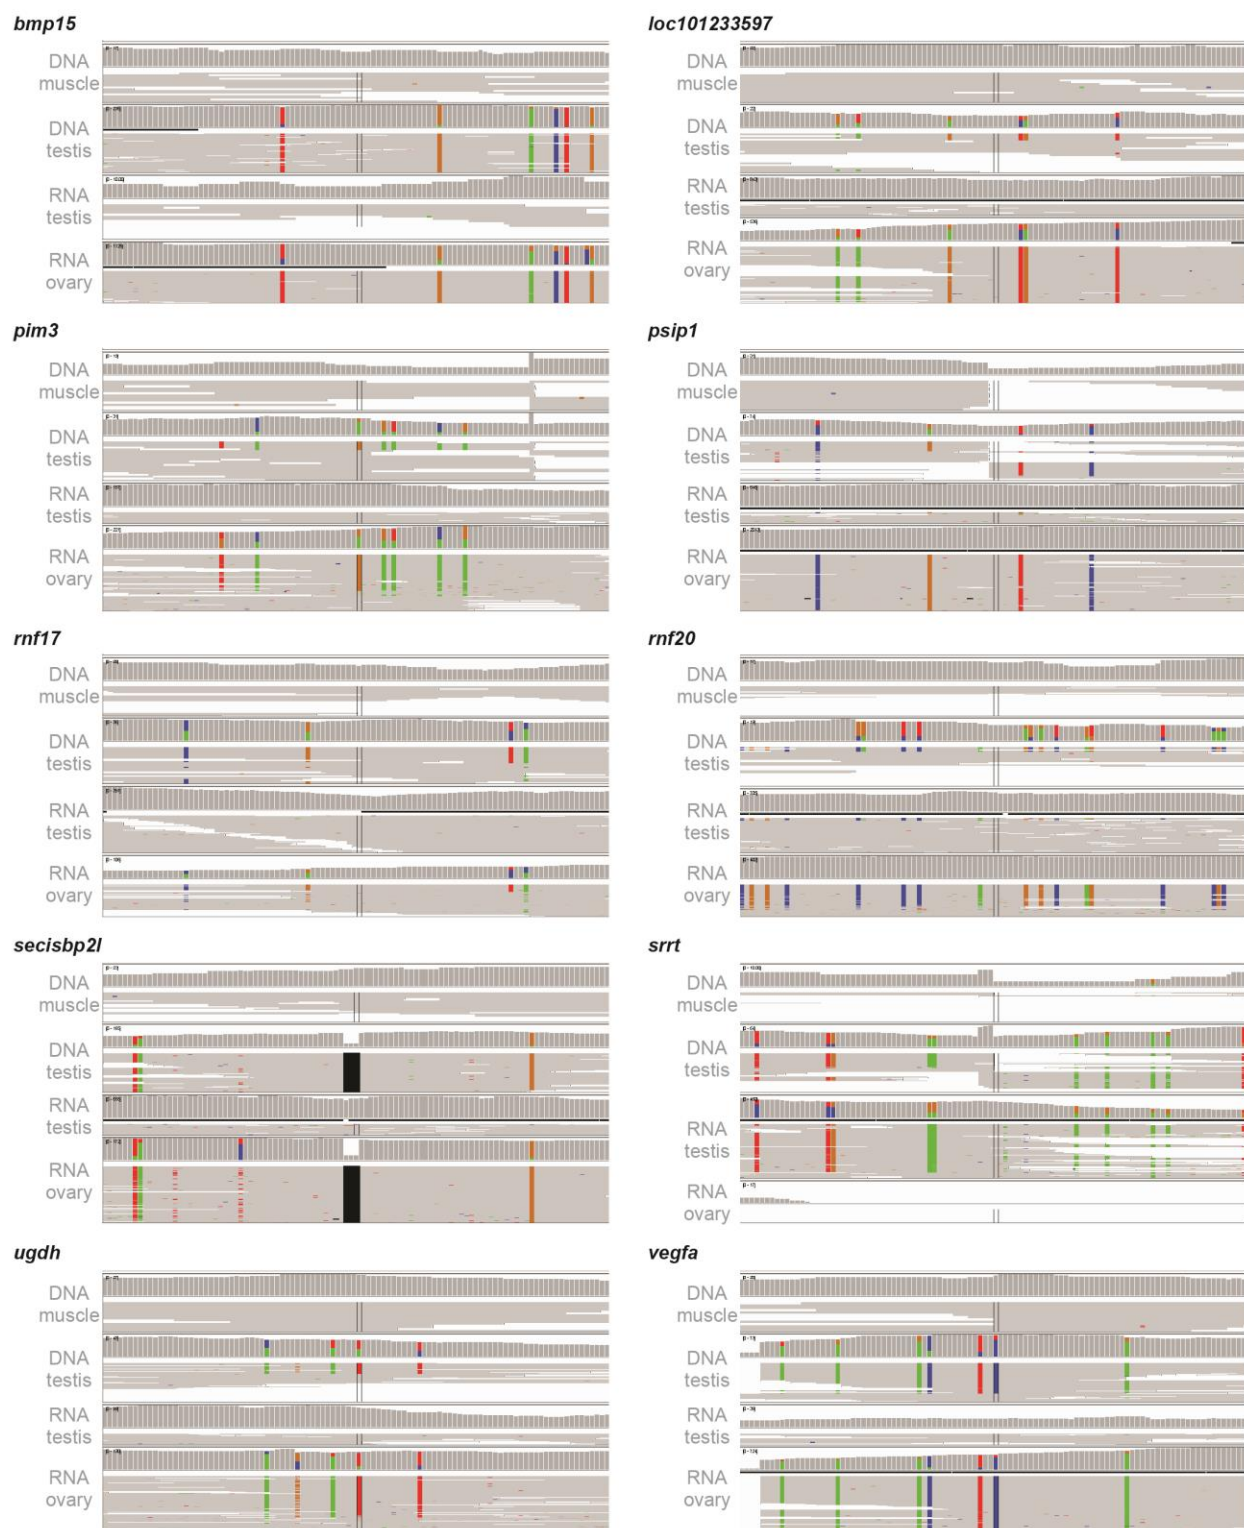 bmp15
DNA
muscle
DNA
testis
RNA
testis
RNA
ovary
loc101233597
DNA
muscle
DNA
testis
RNA
testis
RNA
ovary
pim3
DNA
muscle
DNA
testis
RNA
testis
RNA
ovary
psip1
DNA
muscle
DNA
testis
RNA
testis
RNA
ovary
rnf17
DNA
muscle
DNA
testis
RNA
testis
RNA
ovary
rnf20
DNA
muscle
DNA
testis
RNA
testis
RNA
ovary
secisbp2l
DNA
muscle
DNA
testis
RNA
testis
RNA
ovary
srrt
DNA
muscle
DNA
testis
RNA
testis
RNA
ovary
ugdh
DNA
muscle
DNA
testis
RNA
testis
RNA
ovary
vegfa
DNA
muscle
DNA
testis
RNA
testis
RNA
ovary